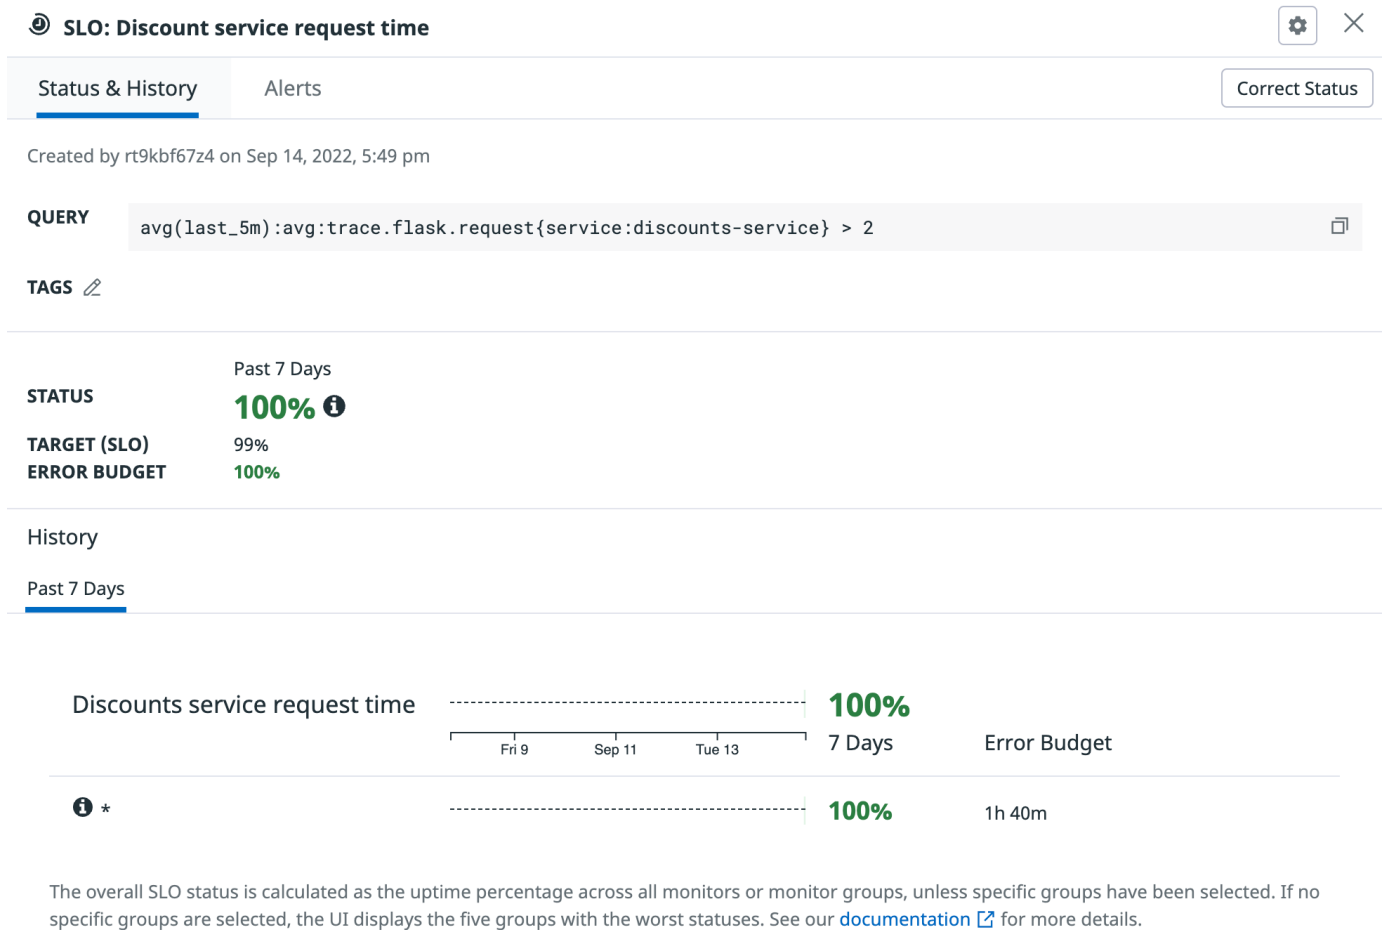 SLO: Discount service request time
Status & History
Alerts
Correct Status
Created by rt9kbf67z4 on Sep 14, 2022, 5:49 pm
QUERY
avg(last_5m):avg:trace.flask.request{service:discounts-service} > 2
TAGS
Past 7 Days
STATUS
100%
TARGET (SLO)
99%
ERROR BUDGET
100%
History
Past 7 Days
Discounts service request time
100%
Fri 9
Sep 11
Tue 13
7 Days
Error Budget
*
100%
1h 40m
The overall SLO status is calculated as the uptime percentage across all monitors or monitor groups, unless specific groups have been selected. If no
specific groups are selected, the UI displays the five groups with the worst statuses. See our documentation for more details.